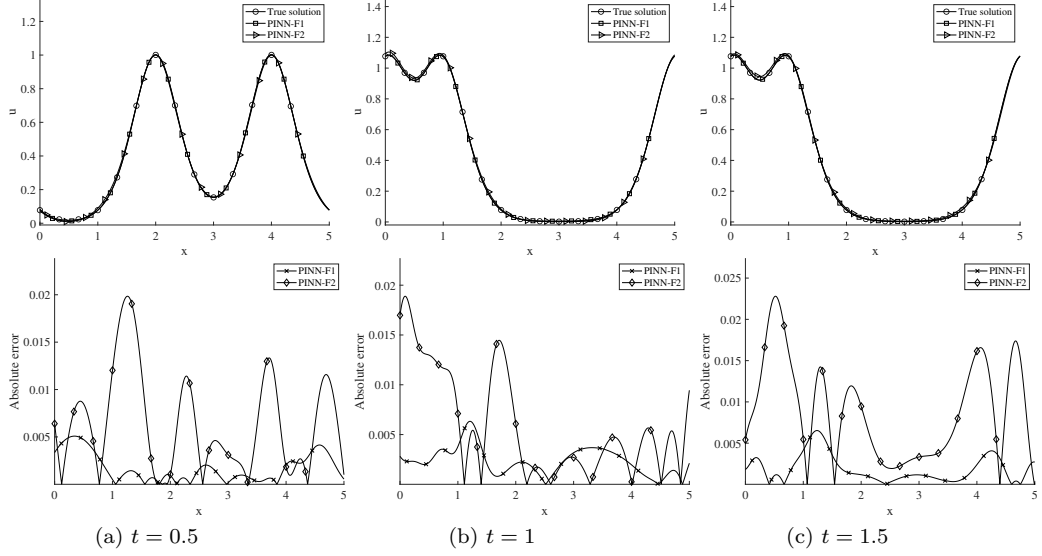 True solution
PINN-F1
PINN-F2
1.2
1
0.8
0.6
0.4
0.2
0
u
0 1 2 3 4 5
x
True solution
PINN-F1
PINN-F2
1.4
1.2
1
0.8
0.6
0.4
0.2
0
u
0 1 2 3 4 5
x
True solution
PINN-F1
PINN-F2
1.4
1.2
1
0.8
0.6
0.4
0.2
0
u
0 1 2 3 4 5
x
PINN-F1
PINN-F2
0.02
0.015
0.01
0.005
Absolute error
0 1 2 3 4 5
x
PINN-F1
PINN-F2
0.02
0.015
0.01
0.005
Absolute error
0 1 2 3 4 5
x
PINN-F1
PINN-F2
0.025
0.02
0.015
0.01
0.005
Absolute error
0 1 2 3 4 5
x
(a) t = 0.5
(b) t = 1
(c) t = 1.5